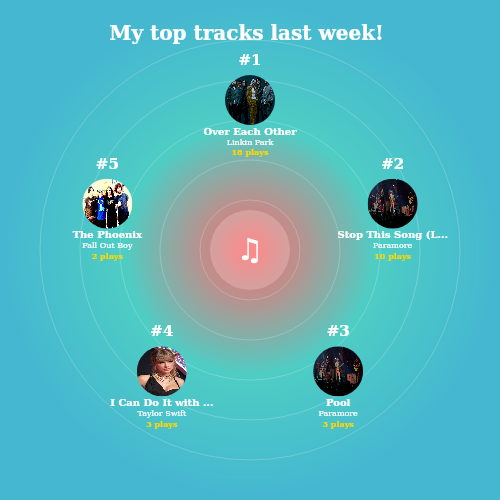 My top tracks last week!
#1
Over Each Other
Linkin Park
18 plays
#2
Stop This Song (L...
Paramore
10 plays
#3
Pool
Paramore
3 plays
#4
I Can Do It with ...
Taylor Swift
3 plays
#5
The Phoenix
Fall Out Boy
2 plays